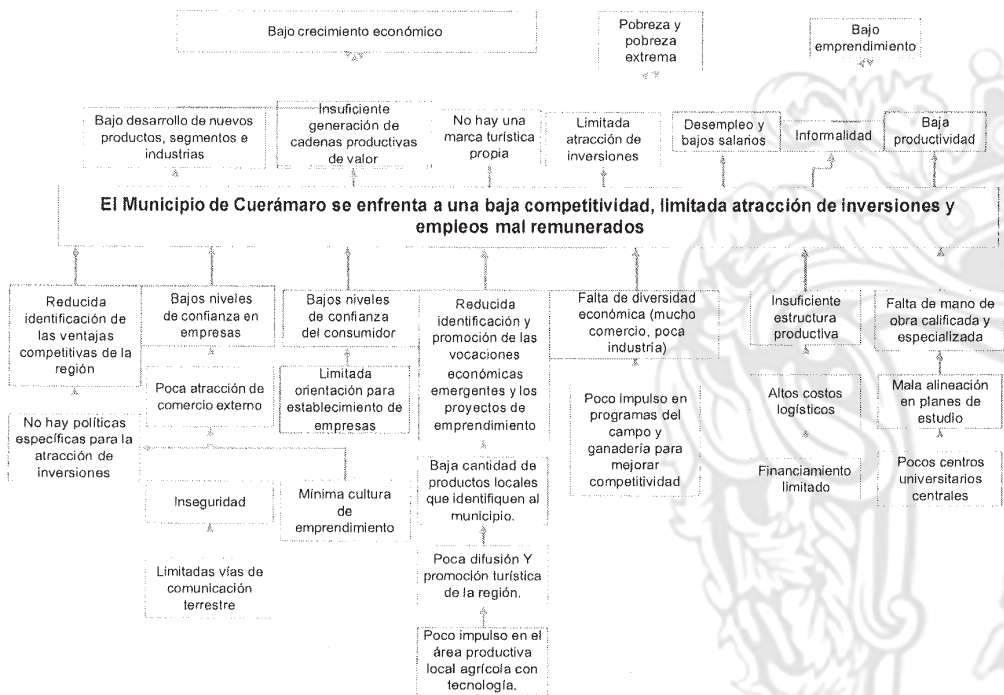 Bajo crecimiento económico
Pobreza y
pobreza
extrema
Bajo
emprendimiento
Bajo desarrollo de nuevos
productos, segmentos e
industrias
Insuficiente
generación de
cadenas productivas
de valor
No hay una
marca turística
propia
Limitada
atracción de
inversiones
Desempleo y
bajos salarios
Informalidad
Baja
productividad
El Municipio de Cuerámaro se enfrenta a una baja competitividad, limitada atracción de inversiones y
empleos mal remunerados
Reducida
identificación de
las ventajas
competitivas de la
región
No hay políticas
específicas para la
atracción de
inversiones
Bajos niveles
de confianza en
empresas
Poca atracción de
comercio externo
Inseguridad
Limitadas vías de
comunicación
terrestre
Bajos niveles
de confianza
del consumidor
Limitada
orientación para
establecimiento de
empresas
Mínima cultura
de
emprendimiento
Reducida
identificación y
promoción de las
vocaciones
económicas
emergentes y los
proyectos de
emprendimiento
Baja cantidad de
productos locales
que identifiquen al
municipio.
Poca difusión Y
promoción turística
de la región.
Poco impulso en el
área productiva
local agrícola con
tecnología.
Falta de diversidad
económica (mucho
comercio, poca
industria)
Poco impulso en
programas del
campo y
ganadería para
mejorar
competitividad
Insuficiente
estructura
productiva
Altos costos
logísticos
Financiamiento
limitado
Falta de mano de
obra calificada y
especializada
Mala alineación
en planes de
estudio
Pocos centros
universitarios
centrales